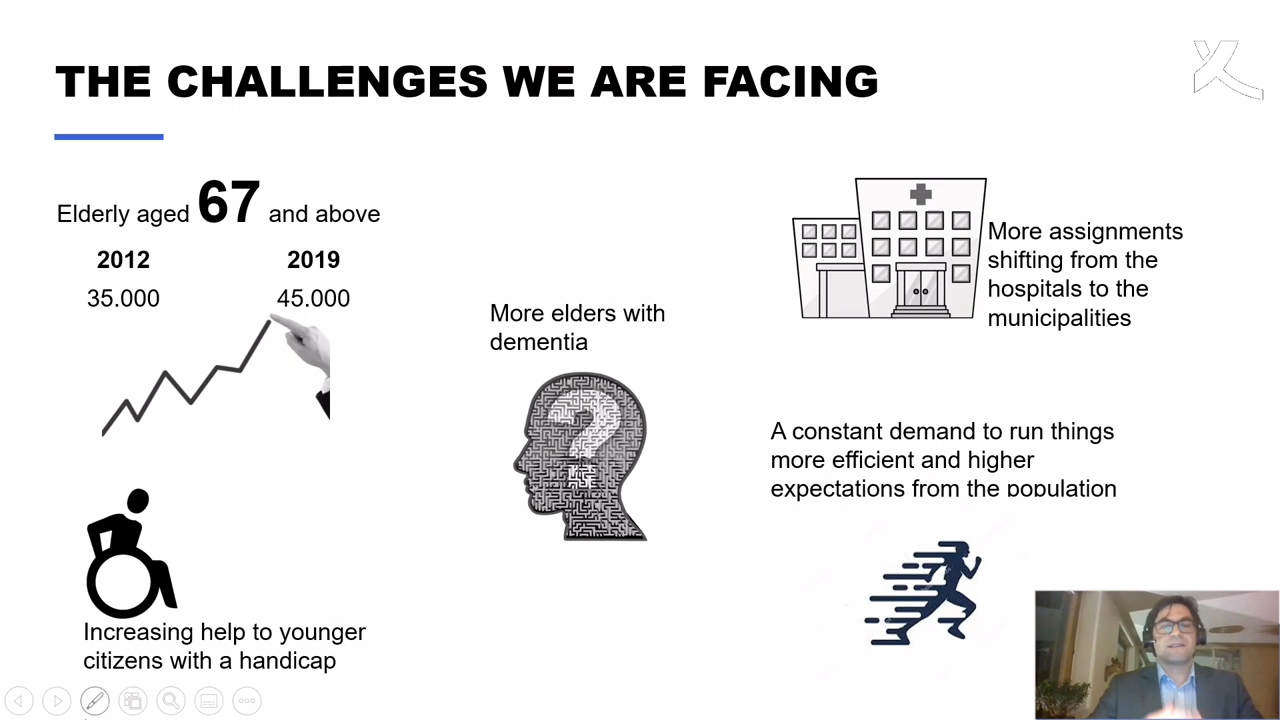 THE CHALLENGES WE ARE FACING
Elderly aged 67 and above
2012 2019
35.000 45.000
More elders with
dementia
More assignments
shifting from the
hospitals to the
municipalities
A constant demand to run things
more efficient and higher
expectations from the population
Increasing help to younger
citizens with a handicap